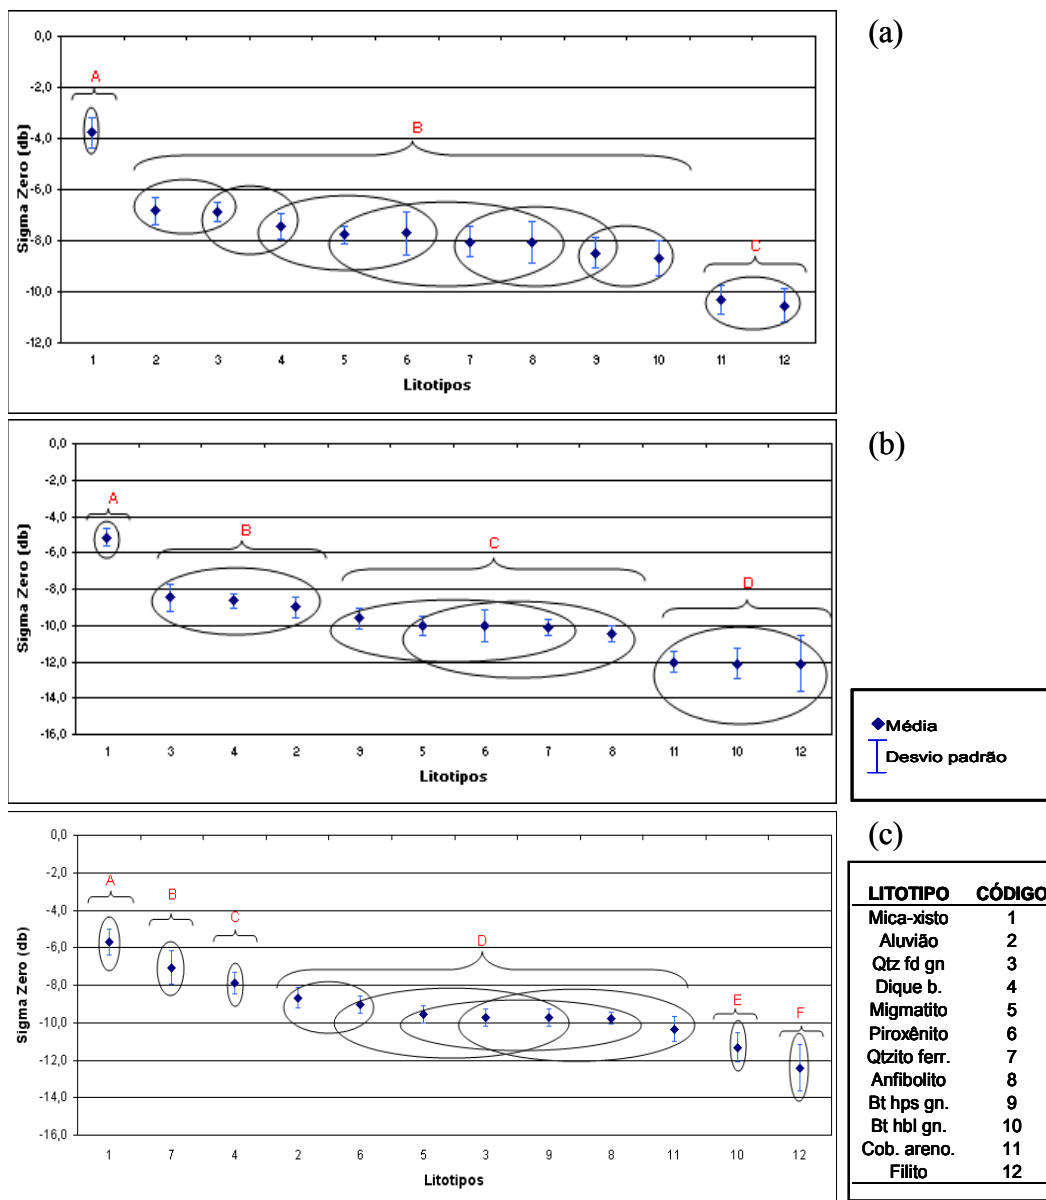 (a)
0,0
-2,0
-4,0
-6,0
-8,0
-10,0
-12,0
Sigma Zero (db)
A
B
C
1 2 3 4 5 6 7 8 9 10 11 12
Litotipos
(b)
0,0
-2,0
-4,0
-6,0
-8,0
-10,0
-12,0
-14,0
-16,0
Sigma Zero (db)
A
B
C
D
1 3 4 2 9 5 6 7 8 11 10 12
Litotipos
Média
Desvio padrão
(c)
0,0
-2,0
-4,0
-6,0
-8,0
-10,0
-12,0
-14,0
-16,0
Sigma Zero (db)
A
B
C
D
E
F
1 7 4 2 6 5 3 9 8 11 10 12
Litotipos
LITOTIPO CÓDIGO
Mica-xisto 1
Aluvião 2
Qtz fd gn 3
Dique b. 4
Migmatito 5
Piroxênito 6
Qtzito ferr. 7
Anfibolito 8
Bt hps gn. 9
Bt hbl gn. 10
Cob. areno. 11
Filito 12